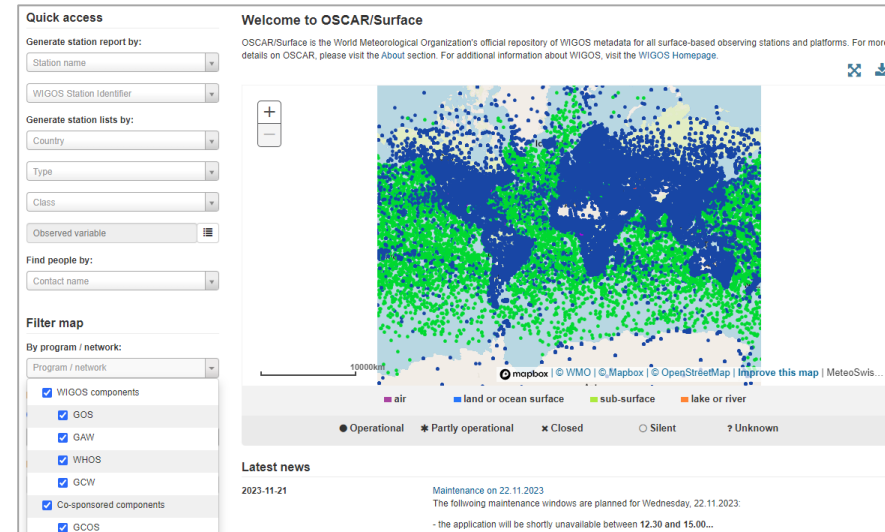 Quick access
Generate station report by:
Station name
WIGOS Station Identifier
Generate station lists by:
Country
Type
Class
Observed variable
Find people by:
Contact name
Filter map
By program / network:
Program / network
WIGOS components
GOS
GAW
WHOS
GCW
Co-sponsored components
GCOS
Welcome to OSCAR/Surface
OSCAR/Surface is the World Meteorological Organization's official repository of WIGOS metadata for all surface-based observing stations and platforms. For more
details on OSCAR, please visit the About section. For additional information about WIGOS, visit the WIGOS Homepage.
+
−
10000km
mapbox | © WMO | © Mapbox | © OpenStreetMap | Improve this map | MeteoSwis...
air land or ocean surface sub-surface lake or river
Operational Partly operational Closed Silent ? Unknown
Latest news
2023-11-21 Maintenance on 22.11.2023
The follwoing maintenance windows are planned for Wednesday, 22.11.2023:
- the application will be shortly unavailable between 12.30 and 15.00...